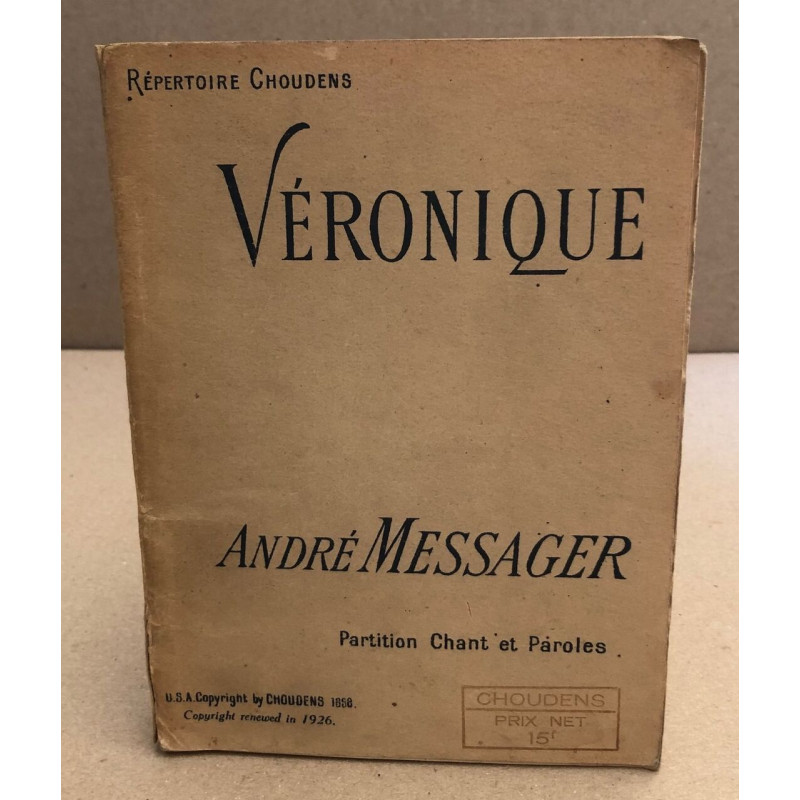 RÉPERTOIRE CHOUDENS
VÉRONIQUE
ANDRÉ MESSAGER
Partition Chant et Paroles.
U.S.A. Copyright by CHOUDENS 1898.
Copyright renewed in 1926.
CHOUDENS
PRIX NET
15f